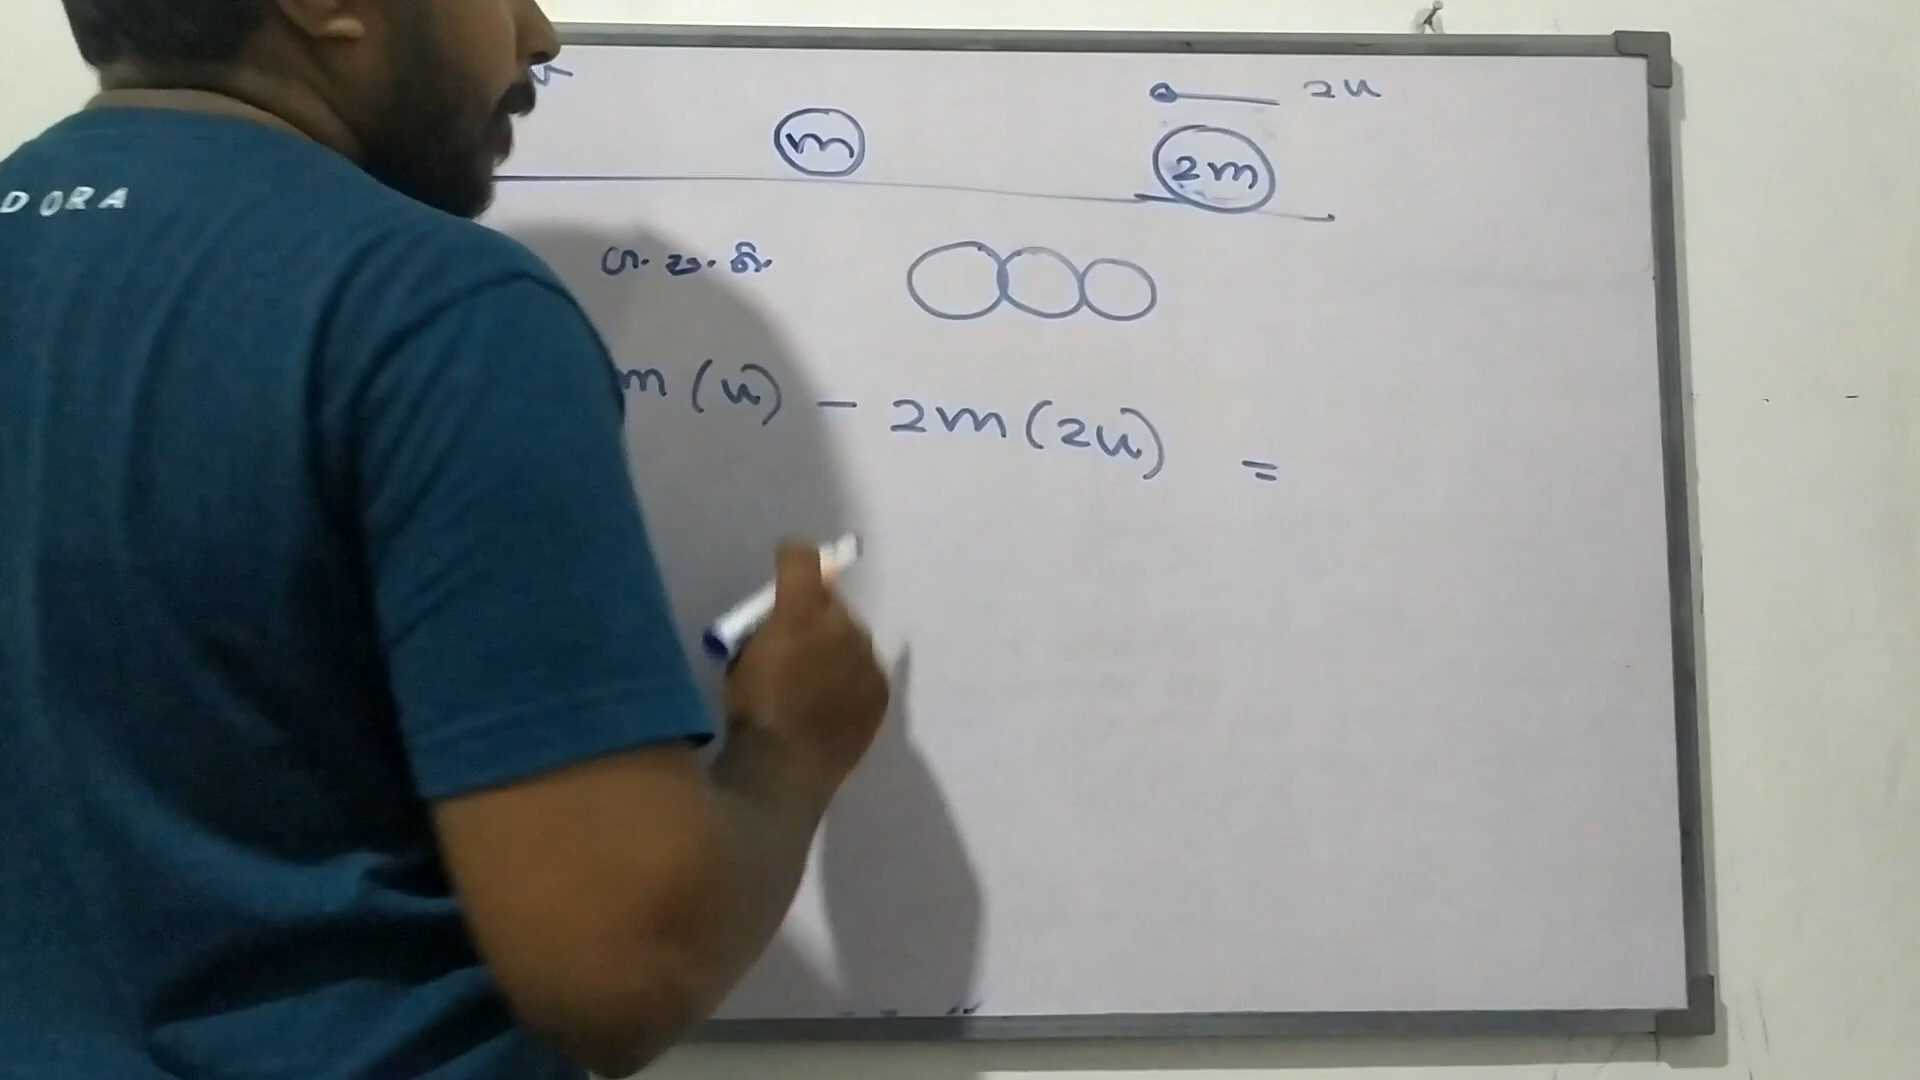 2u
m
2m
ග. ස. නි.
m (u) - 2m (2u) =
DORA